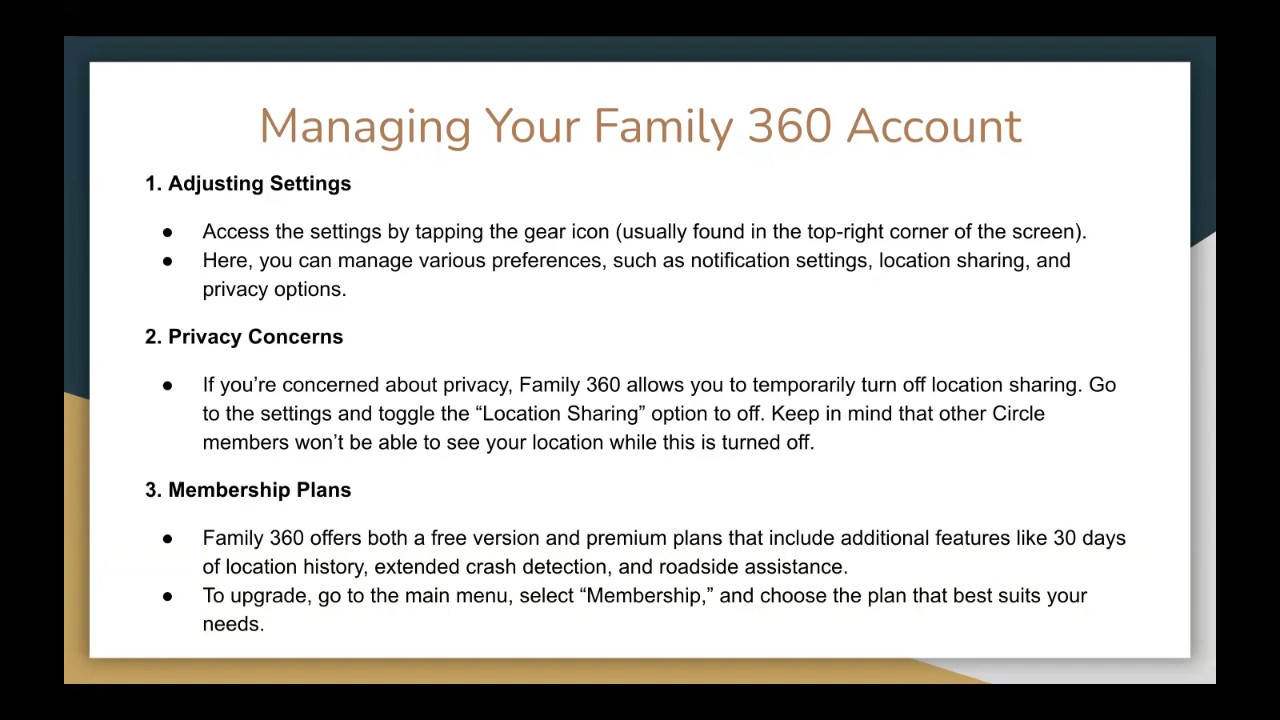 Managing Your Family 360 Account
1. Adjusting Settings
● Access the settings by tapping the gear icon (usually found in the top-right corner of the screen).
● Here, you can manage various preferences, such as notification settings, location sharing, and
privacy options.
2. Privacy Concerns
● If you’re concerned about privacy, Family 360 allows you to temporarily turn off location sharing. Go
to the settings and toggle the “Location Sharing” option to off. Keep in mind that other Circle
members won’t be able to see your location while this is turned off.
3. Membership Plans
● Family 360 offers both a free version and premium plans that include additional features like 30 days
of location history, extended crash detection, and roadside assistance.
● To upgrade, go to the main menu, select “Membership,” and choose the plan that best suits your
needs.